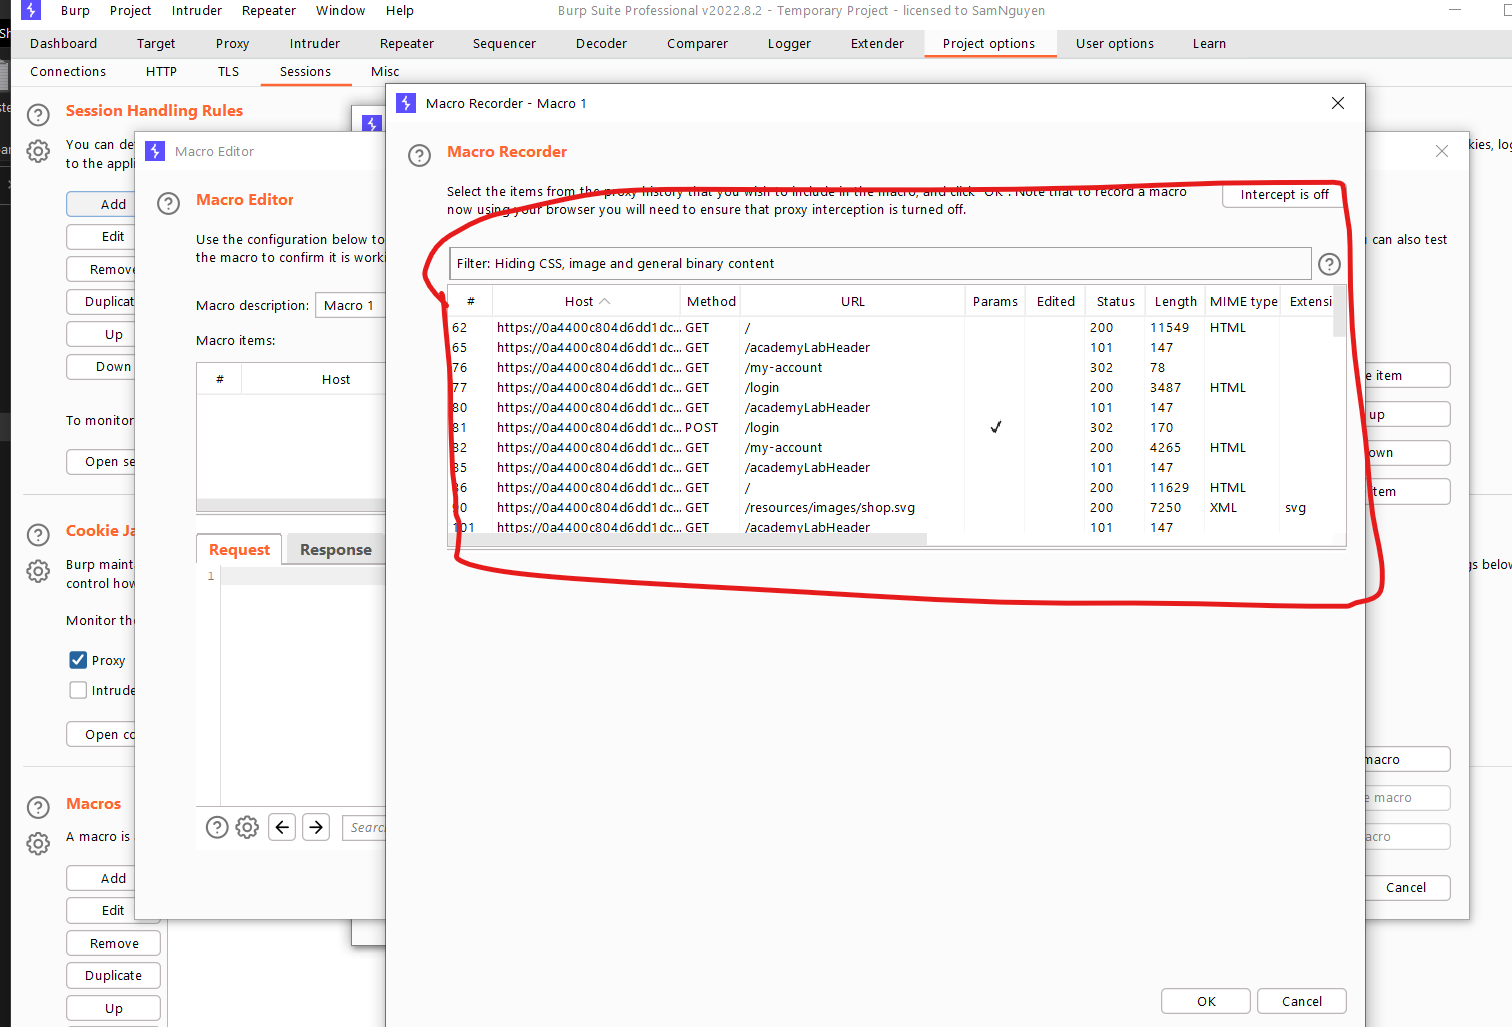 Burp Project Intruder Repeater Window Help Burp Suite Professional v2022.8.2 - Temporary Project - licensed to SamNguyen
Dashboard Target Proxy Intruder Repeater Sequencer Decoder Comparer Logger Extender Project options User options Learn
Connections HTTP TLS Sessions Misc
Session Handling Rules
You can de
to the appli
Add
Edit
Remove
Duplicat
Up
Down
To monitor
Open se
Cookie Ja
Burp maint
control how
Monitor the
Proxy
Intrude
Open co
Macros
A macro is
Add
Edit
Remove
Duplicate
Up
Macro Editor
Macro Editor
Use the configuration below to
the macro to confirm it is work
Macro description: Macro 1
Macro items:
# Host
Request Response
1
Searc
Macro Recorder - Macro 1
Macro Recorder
Select the items from the proxy history that you wish to include in the macro, and click "OK". Note that to record a macro
now using your browser you will need to ensure that proxy interception is turned off.
Intercept is off
Filter: Hiding CSS, image and general binary content
# Host Method URL Params Edited Status Length MIME type Extensi
62 https://0a4400c804d6dd1dc... GET / 200 11549 HTML
65 https://0a4400c804d6dd1dc... GET /academyLabHeader 101 147
76 https://0a4400c804d6dd1dc... GET /my-account 302 78
77 https://0a4400c804d6dd1dc... GET /login 200 3487 HTML
80 https://0a4400c804d6dd1dc... GET /academyLabHeader 101 147
81 https://0a4400c804d6dd1dc... POST /login ✓ 302 170
82 https://0a4400c804d6dd1dc... GET /my-account 200 4265 HTML
85 https://0a4400c804d6dd1dc... GET /academyLabHeader 101 147
86 https://0a4400c804d6dd1dc... GET / 200 11629 HTML
90 https://0a4400c804d6dd1dc... GET /resources/images/shop.svg 200 7250 XML svg
101 https://0a4400c804d6dd1dc... GET /academyLabHeader 101 147
OK Cancel
kies, log
can also test
e item
up
own
tem
gs below
macro
e macro
acro
Cancel